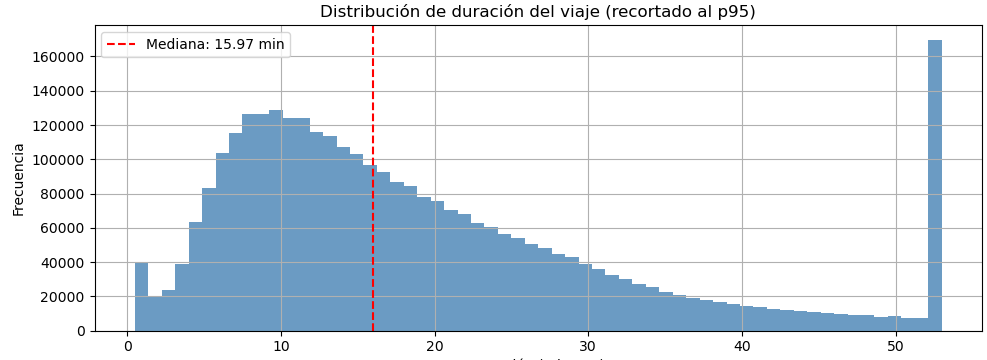 Distribución de duración del viaje (recortado al p95)
Mediana: 15.97 min
160000
140000
120000
100000
80000
60000
40000
20000
0
Frecuencia
0 10 20 30 40 50